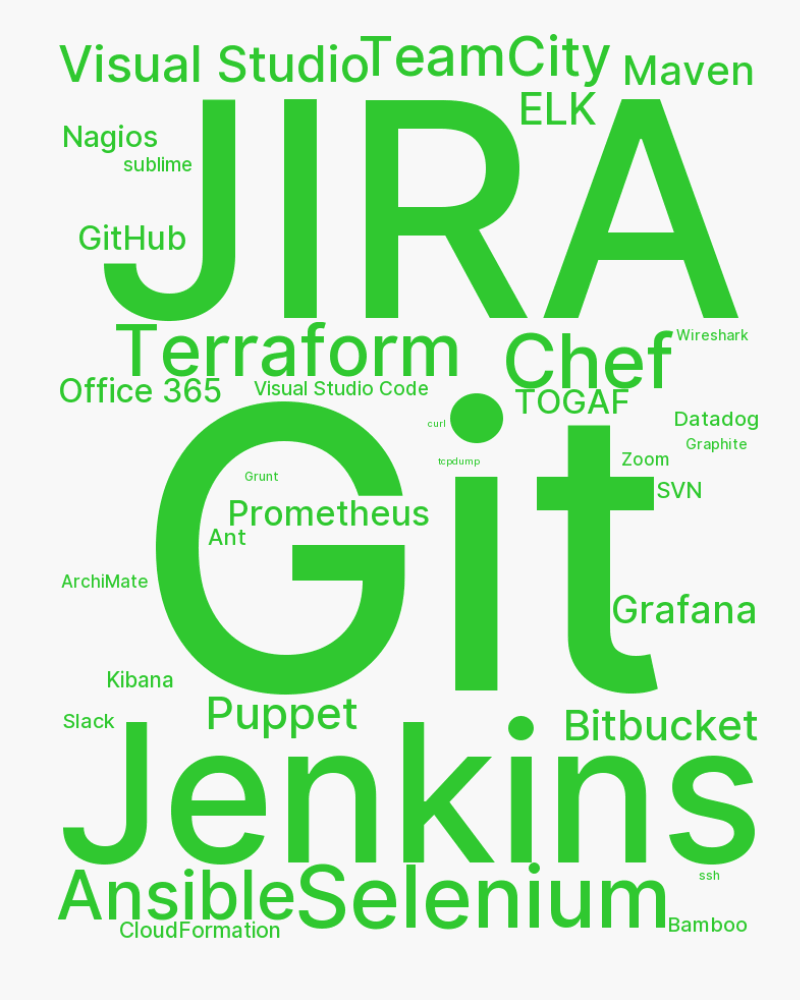 Visual Studio
TeamCity
Maven
ELK
JIRA
Nagios
sublime
GitHub
Terraform
Chef
Wireshark
Office 365
Visual Studio Code
TOGAF
curl
Datadog
Graphite
Git
tcpdump
Zoom
Grunt
SVN
Prometheus
Ant
ArchiMate
Grafana
Kibana
Puppet
Slack
Bitbucket
Jenkins
ssh
Ansible
Selenium
CloudFormation
Bamboo